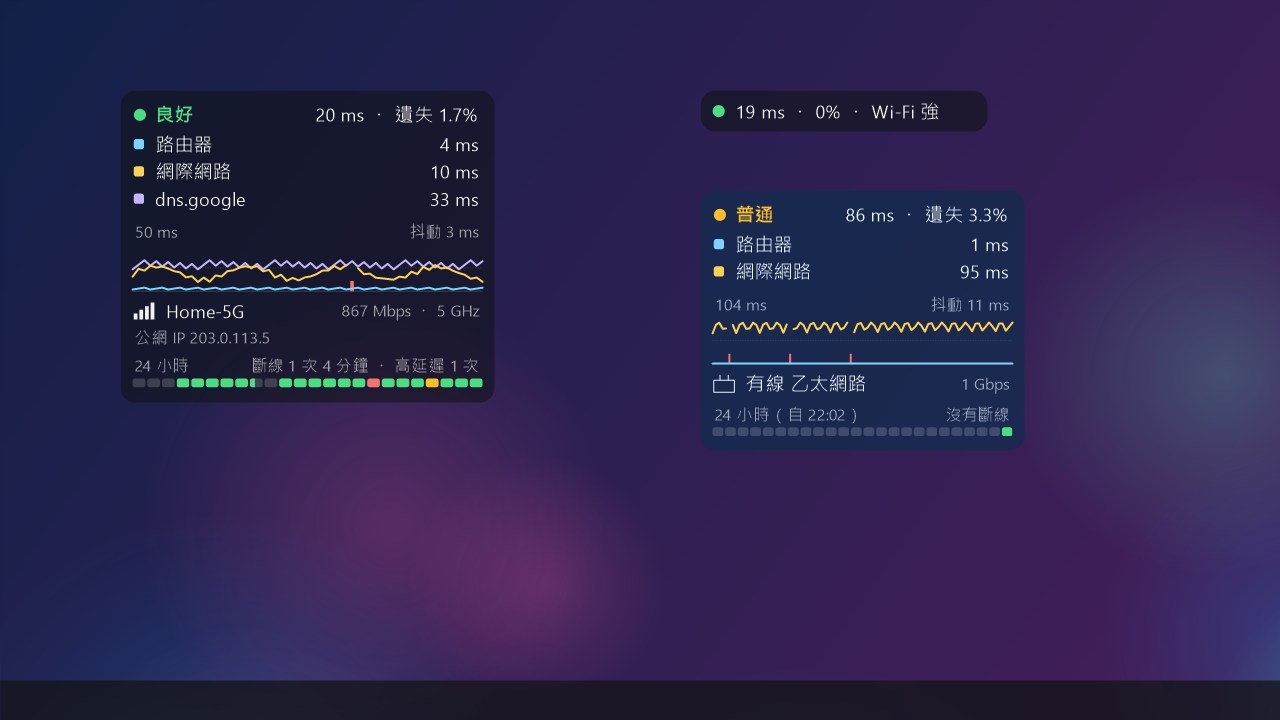 良好 20 ms · 遺失 1.7%
路由器 4 ms
網際網路 10 ms
dns.google 33 ms
50 ms 抖動 3 ms
Home-5G 867 Mbps · 5 GHz
公網 IP 203.0.113.5
24 小時 斷線 1 次 4 分鐘 · 高延遲 1 次
19 ms · 0% · Wi-Fi 強
普通 86 ms · 遺失 3.3%
路由器 1 ms
網際網路 95 ms
104 ms 抖動 11 ms
有線 乙太網路 1 Gbps
24 小時 ( 自 22:02 ) 沒有斷線